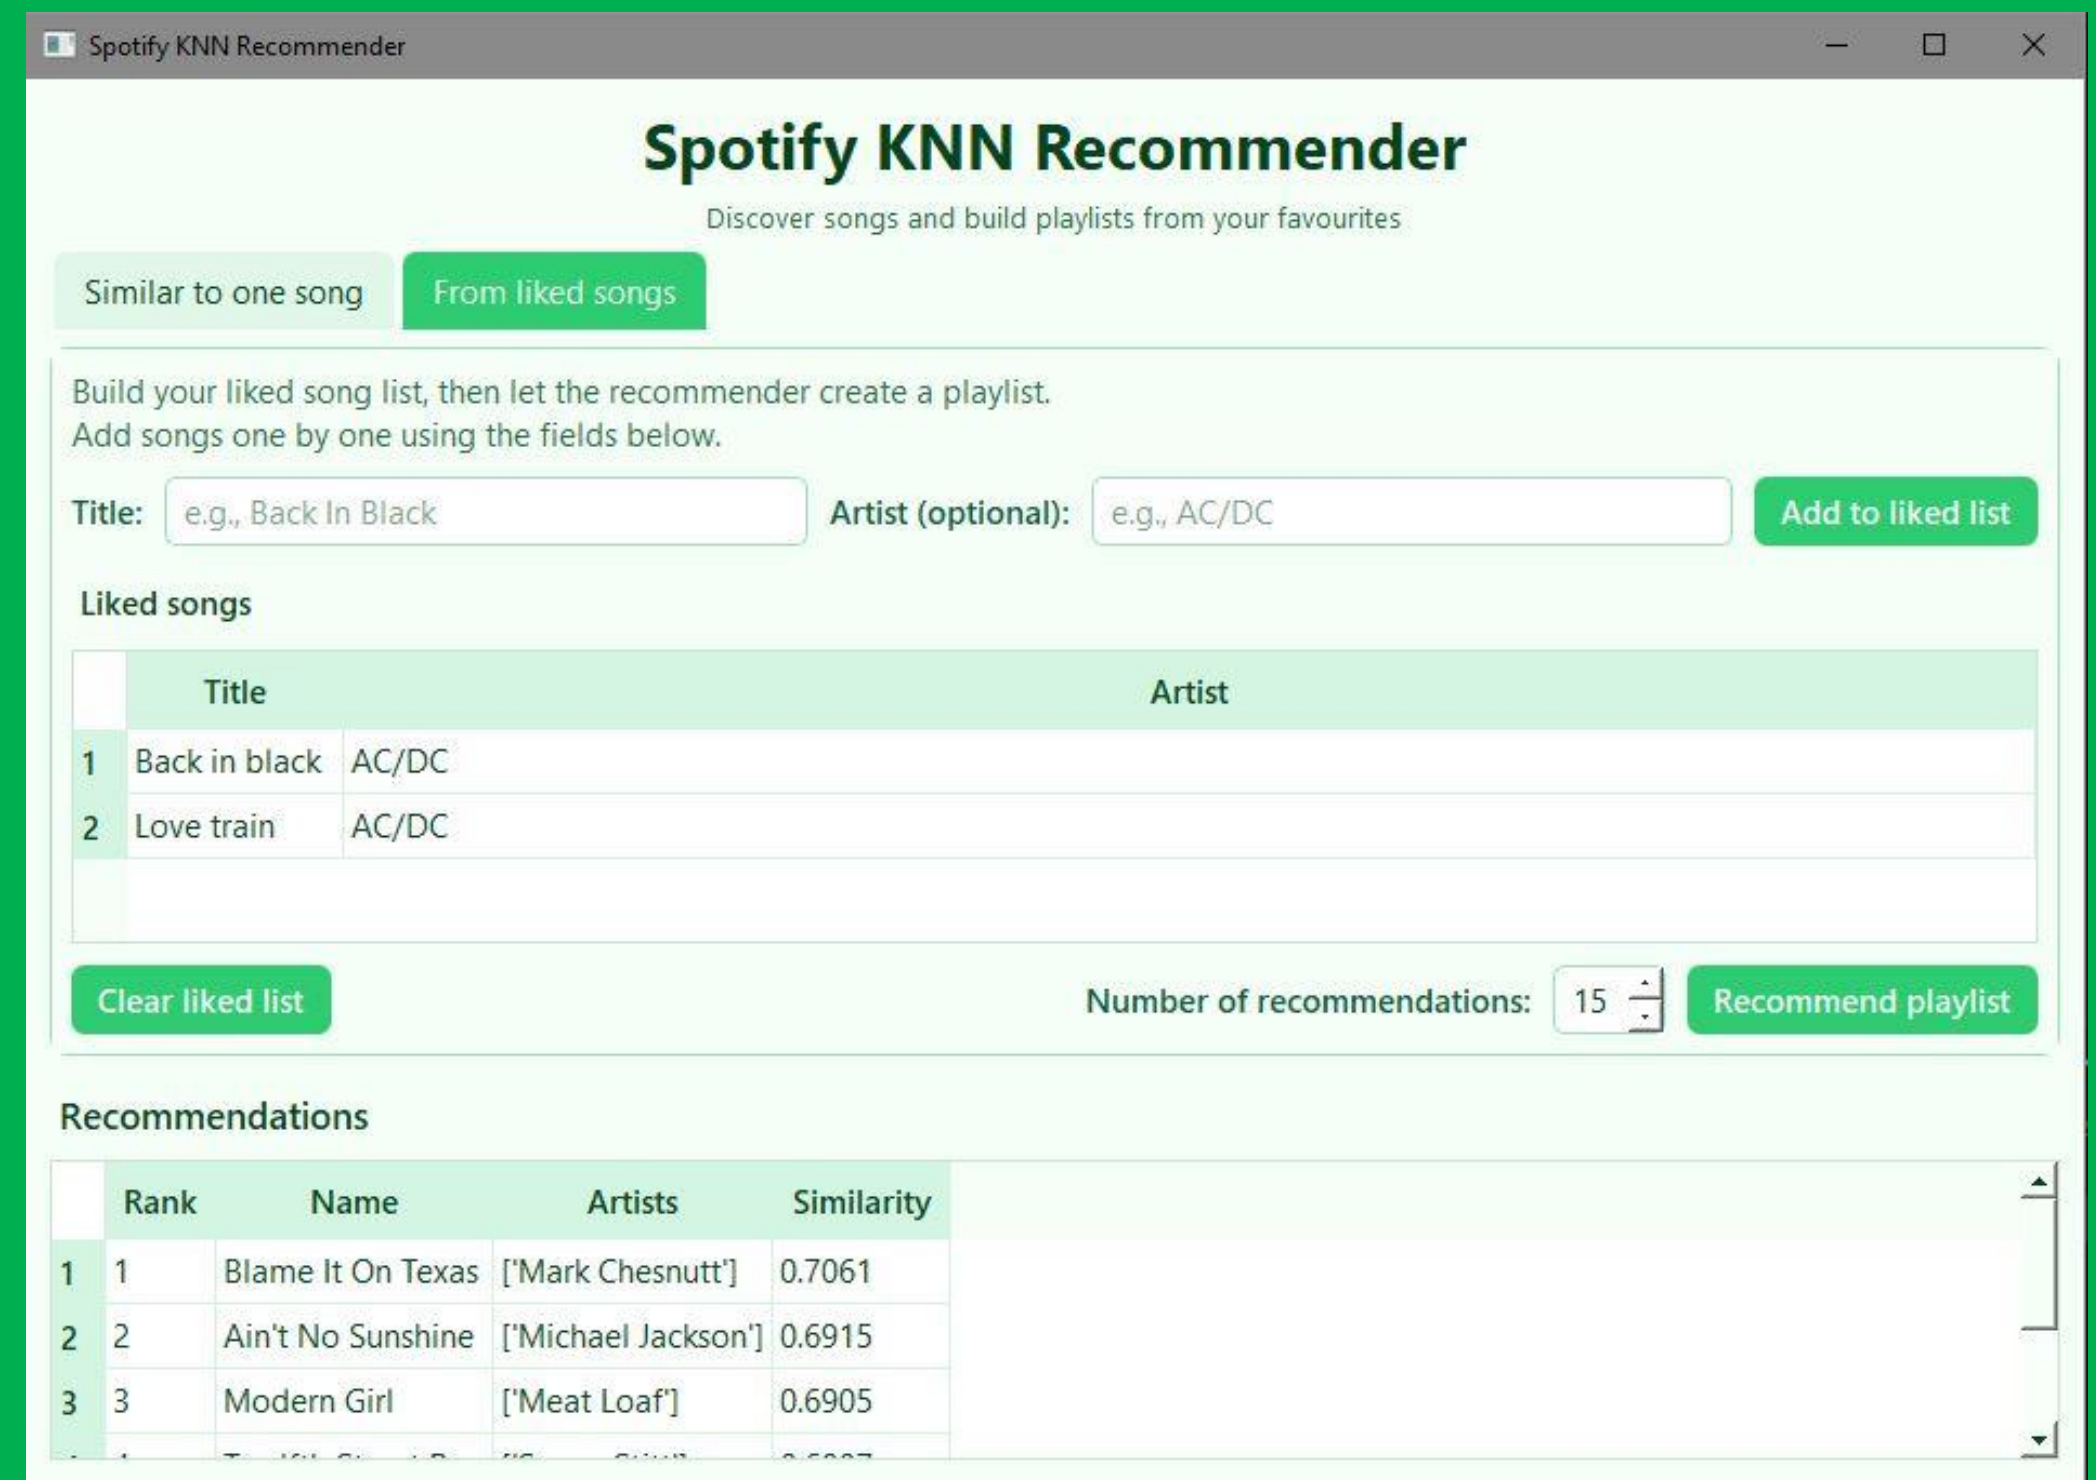 Spotify KNN Recommender
Spotify KNN Recommender
Discover songs and build playlists from your favourites
Similar to one song From liked songs
Build your liked song list, then let the recommender create a playlist.
Add songs one by one using the fields below.
Title: e.g., Back In Black Artist (optional): e.g., AC/DC Add to liked list
Liked songs
Title Artist
1 Back in black AC/DC
2 Love train AC/DC
Clear liked list Number of recommendations: 15 Recommend playlist
Recommendations
Rank Name Artists Similarity
1 1 Blame It On Texas ['Mark Chesnutt'] 0.7061
2 2 Ain't No Sunshine ['Michael Jackson'] 0.6915
3 3 Modern Girl ['Meat Loaf'] 0.6905